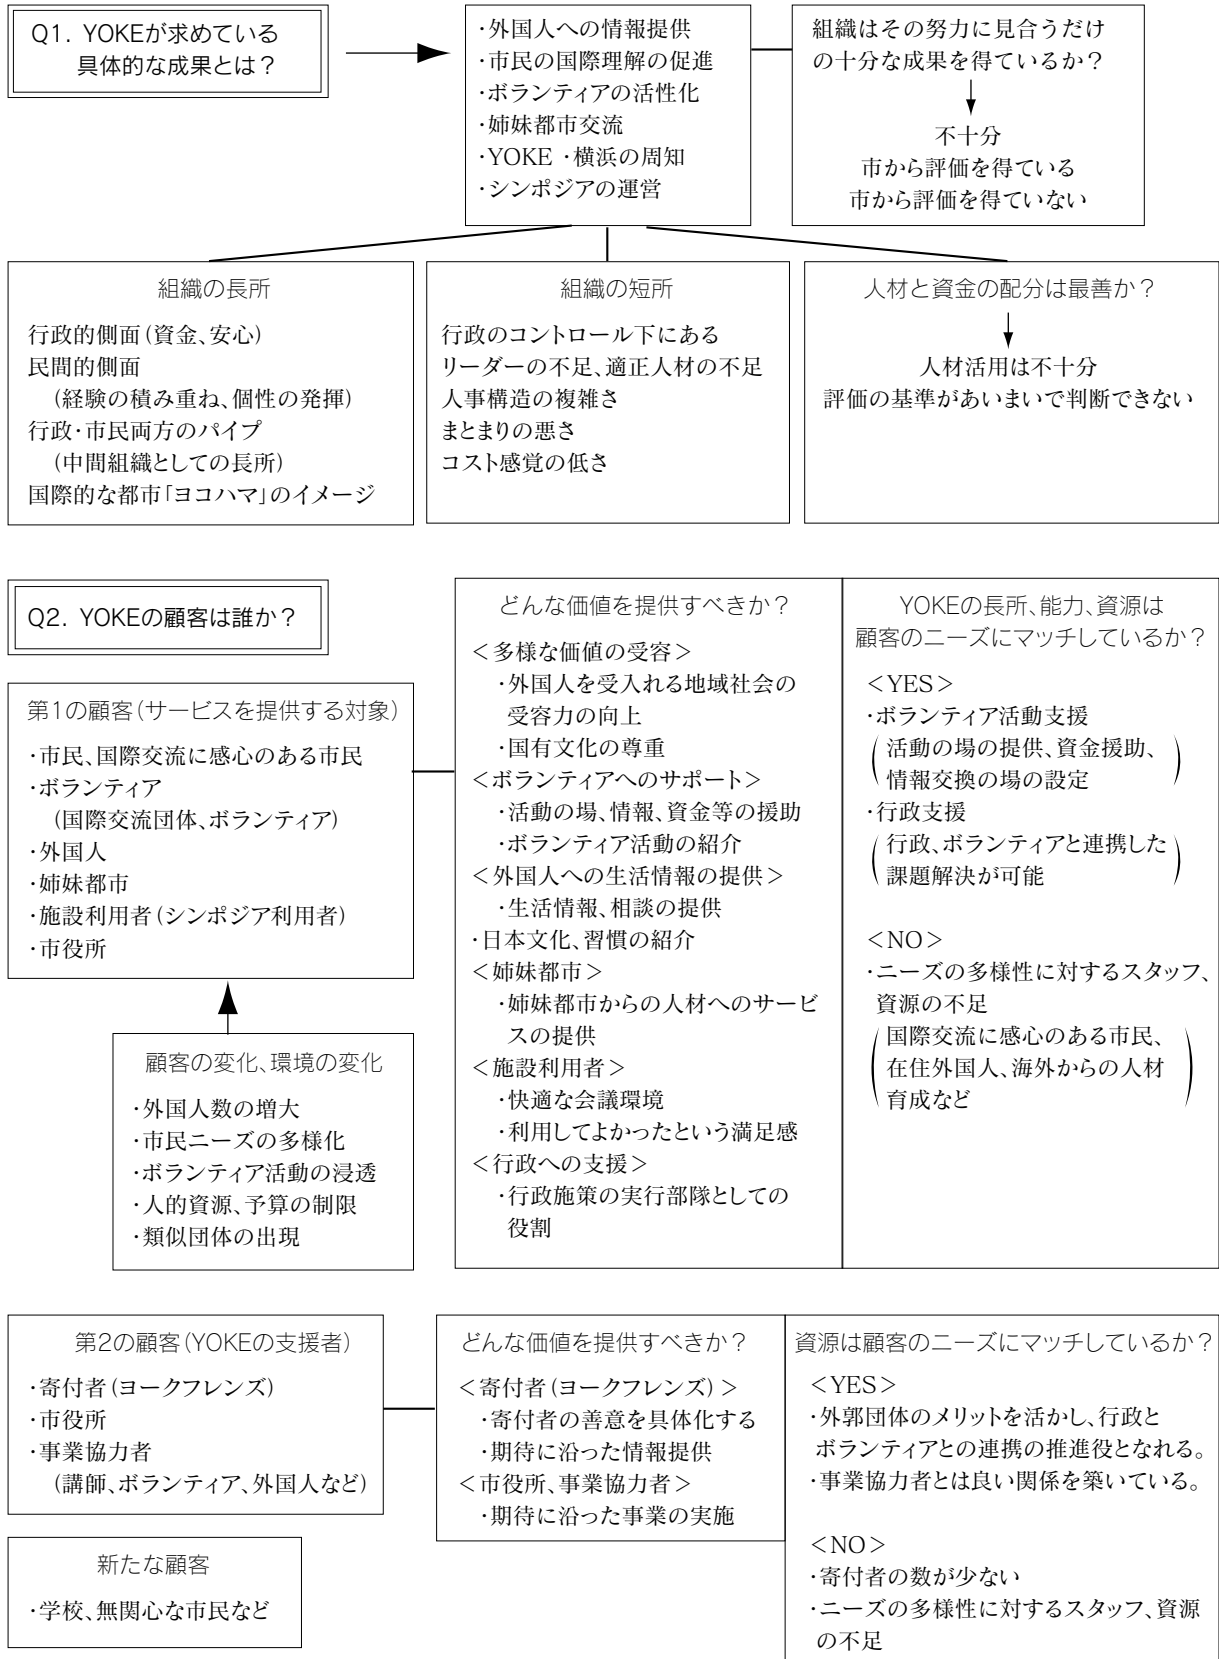 Q1. YOKEが求めている
具体的な成果とは？
・外国人への情報提供
・市民の国際理解の促進
・ボランティアの活性化
・姉妹都市交流
・YOKE・横浜の周知
・シンポジアの運営
組織はその努力に見合うだけ
の十分な成果を得ているか？
不十分
市から評価を得ている
市から評価を得ていない
組織の長所
行政的側面（資金、安心）
民間的側面
（経験の積み重ね、個性の発揮）
行政・市民両方のパイプ
（中間組織としての長所）
国際的な都市「ヨコハマ」のイメージ
組織の短所
行政のコントロール下にある
リーダーの不足、適正人材の不足
人事構造の複雑さ
まとまりの悪さ
コスト感覚の低さ
人材と資金の配分は最善か？
人材活用は不十分
評価の基準があいまいで判断できない
Q2. YOKEの顧客は誰か？
第1の顧客（サービスを提供する対象）
・市民、国際交流に感心のある市民
・ボランティア
（国際交流団体、ボランティア）
・外国人
・姉妹都市
・施設利用者（シンポジア利用者）
・市役所
顧客の変化、環境の変化
・外国人数の増大
・市民ニーズの多様化
・ボランティア活動の浸透
・人的資源、予算の制限
・類似団体の出現
どんな価値を提供すべきか？
＜多様な価値の受容＞
・外国人を受入れる地域社会の
受容力の向上
・国有文化の尊重
＜ボランティアへのサポート＞
・活動の場、情報、資金等の援助
・ボランティア活動の紹介
＜外国人への生活情報の提供＞
・生活情報、相談の提供
・日本文化、習慣の紹介
＜姉妹都市＞
・姉妹都市からの人材へのサービ
スの提供
＜施設利用者＞
・快適な会議環境
・利用してよかったという満足感
＜行政への支援＞
・行政施策の実行部隊としての
役割
YOKEの長所、能力、資源は
顧客のニーズにマッチしているか？
＜YES＞
・ボランティア活動支援
（活動の場の提供、資金援助、
情報交換の場の設定）
・行政支援
（行政、ボランティアと連携した
課題解決が可能）
＜NO＞
・ニーズの多様性に対するスタッフ、
資源の不足
（国際交流に感心のある市民、
在住外国人、海外からの人材
育成など）
第2の顧客（YOKEの支援者）
・寄付者（ヨークフレンズ）
・市役所
・事業協力者
（講師、ボランティア、外国人など）
新たな顧客
・学校、無関心な市民など
どんな価値を提供すべきか？
＜寄付者（ヨークフレンズ）＞
・寄付者の善意を具体化する
・期待に沿った情報提供
＜市役所、事業協力者＞
・期待に沿った事業の実施
資源は顧客のニーズにマッチしているか？
＜YES＞
・外郭団体のメリットを活かし、行政と
ボランティアとの連携の推進役となれる。
・事業協力者とは良い関係を築いている。
＜NO＞
・寄付者の数が少ない
・ニーズの多様性に対するスタッフ、資源
の不足